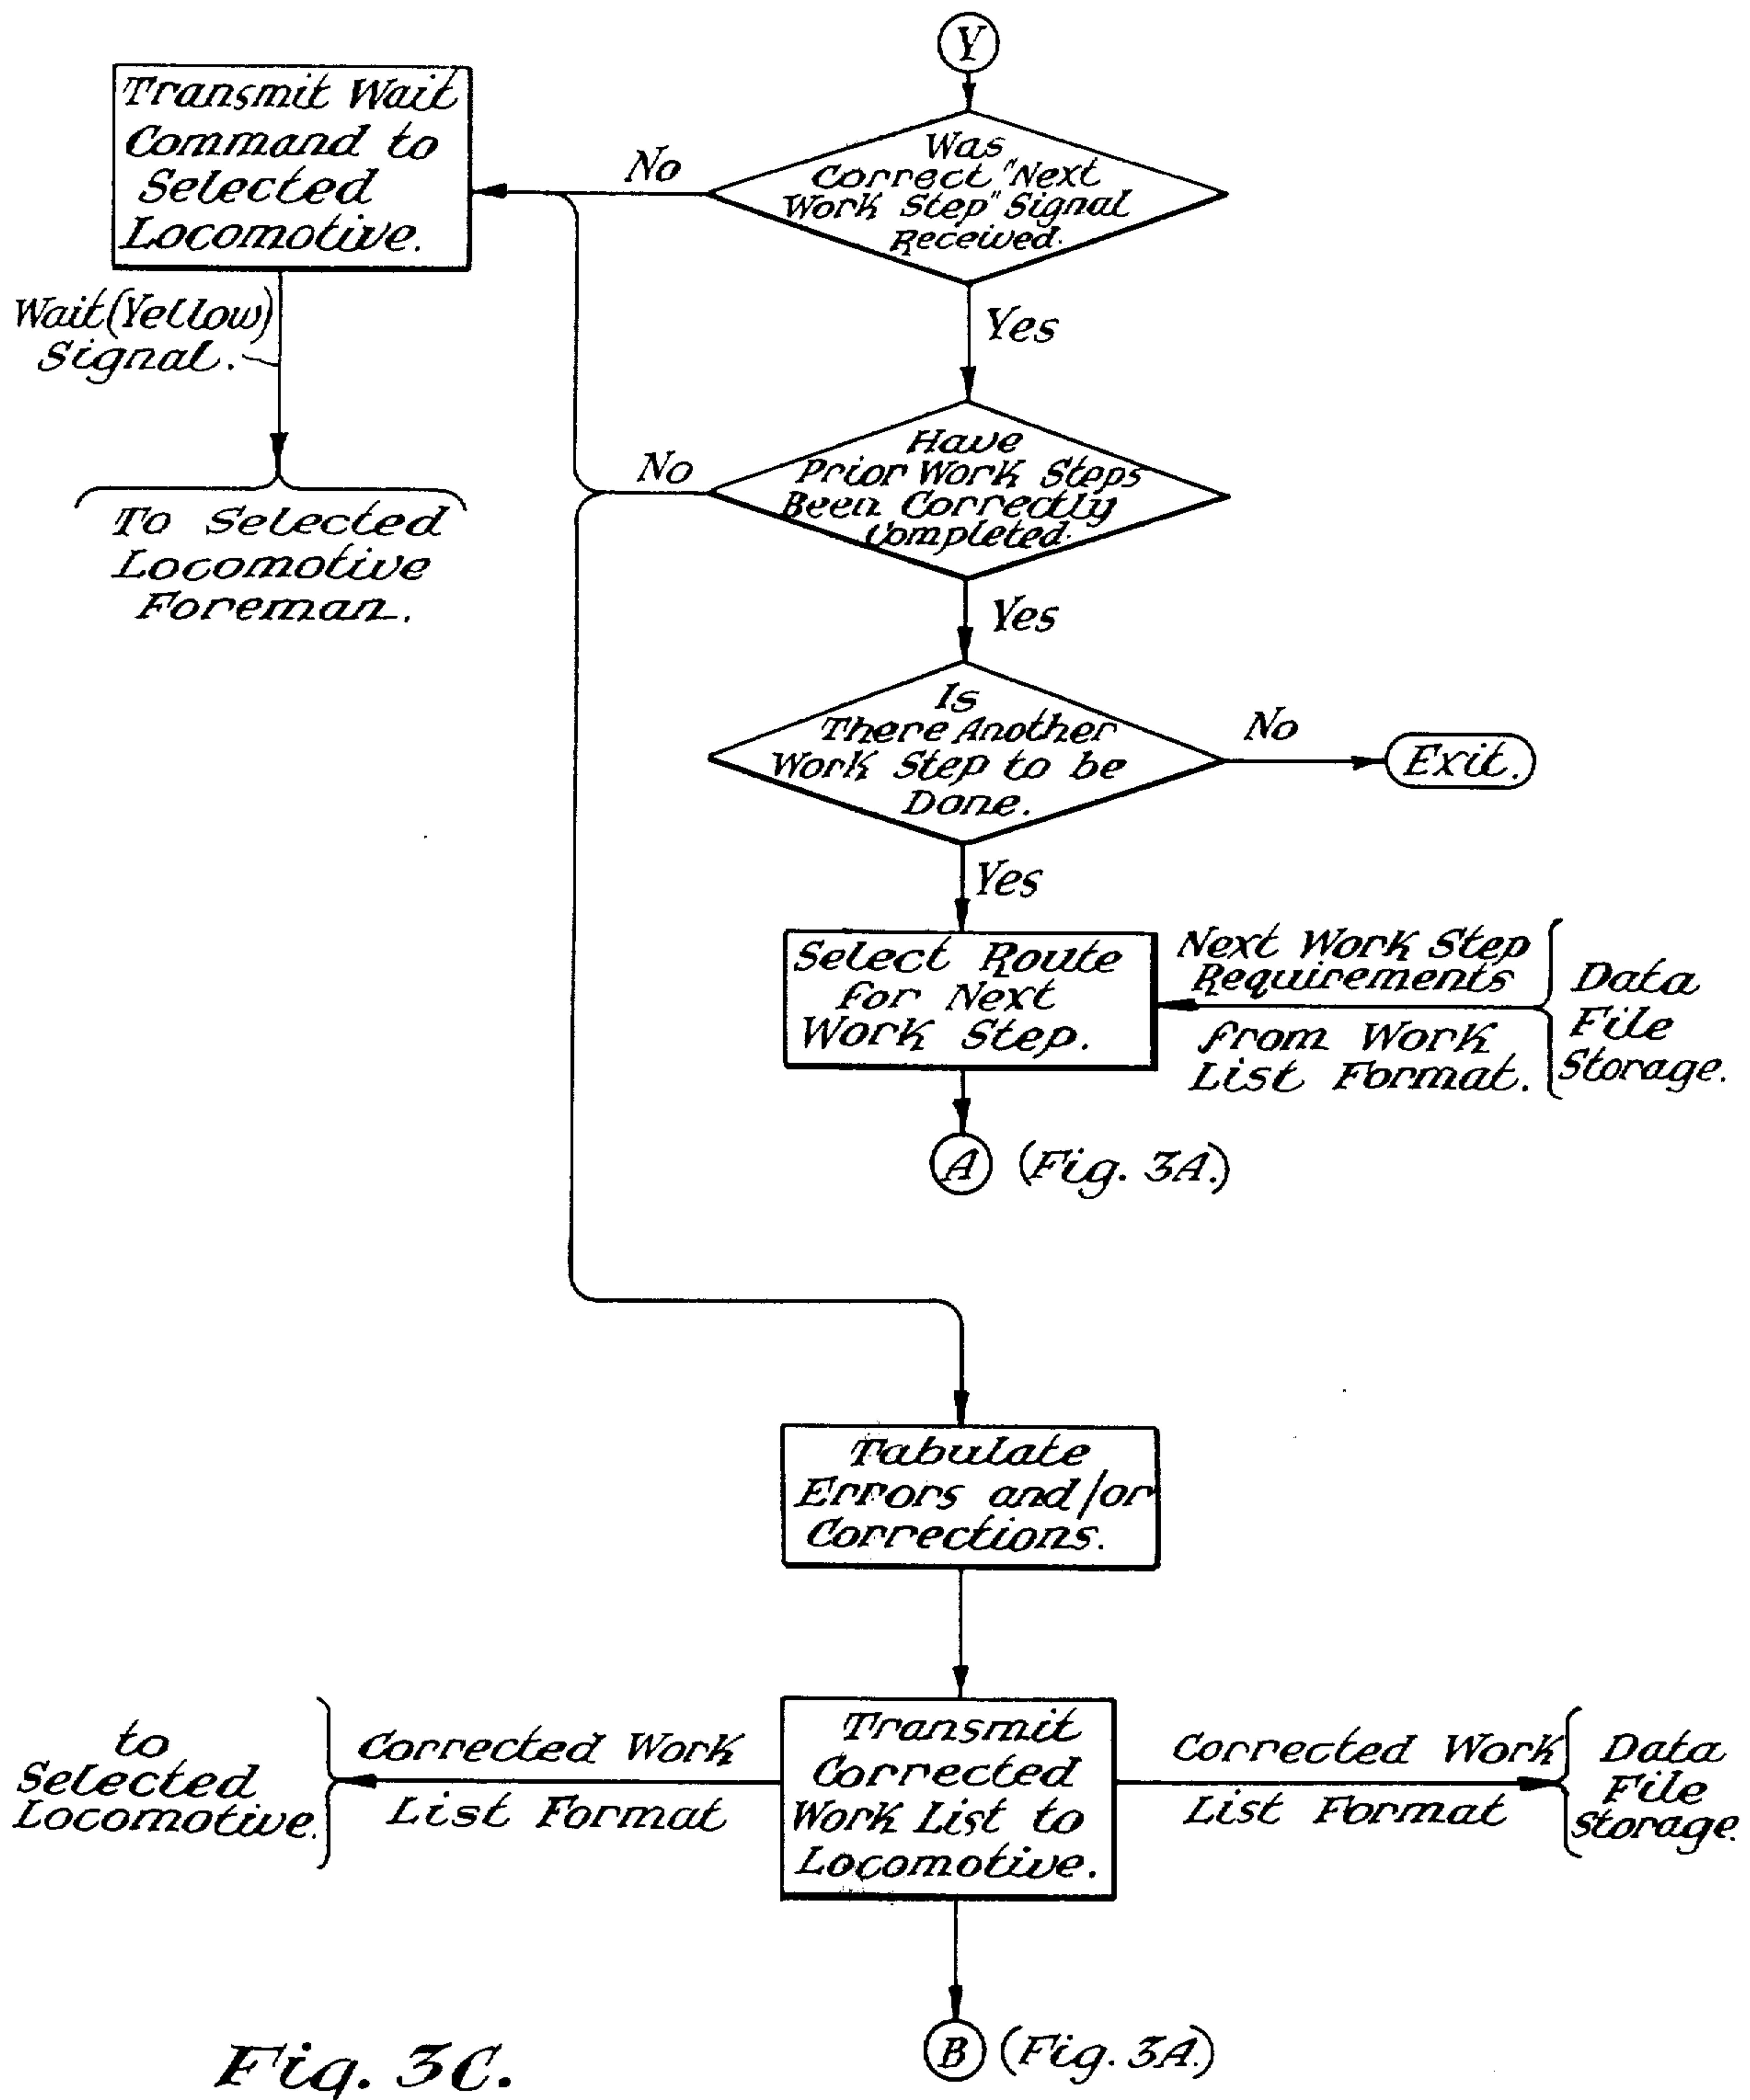 Y
Transmit Wait
Command to
Selected
Locomotive.
No
Was
Correct "Next
Work Step" Signal
Received.
Wait (Yellow)
Signal.
Yes
To Selected
Locomotive
Foreman.
No
Have
Prior Work Steps
Been Correctly
Completed.
Yes
Is
There Another
Work Step to be
Done.
No
Exit.
Yes
Select Route
for Next
Work Step.
Next Work Step
Requirements
from Work
List Format.
Data
File
Storage.
A (Fig. 3A.)
Tabulate
Errors and/or
Corrections.
to
Selected
Locomotive.
Corrected Work
List Format
Transmit
Corrected
Work List to
Locomotive.
Corrected Work
List Format
Data
File
Storage.
B (Fig. 3A.)
Fig. 3C.